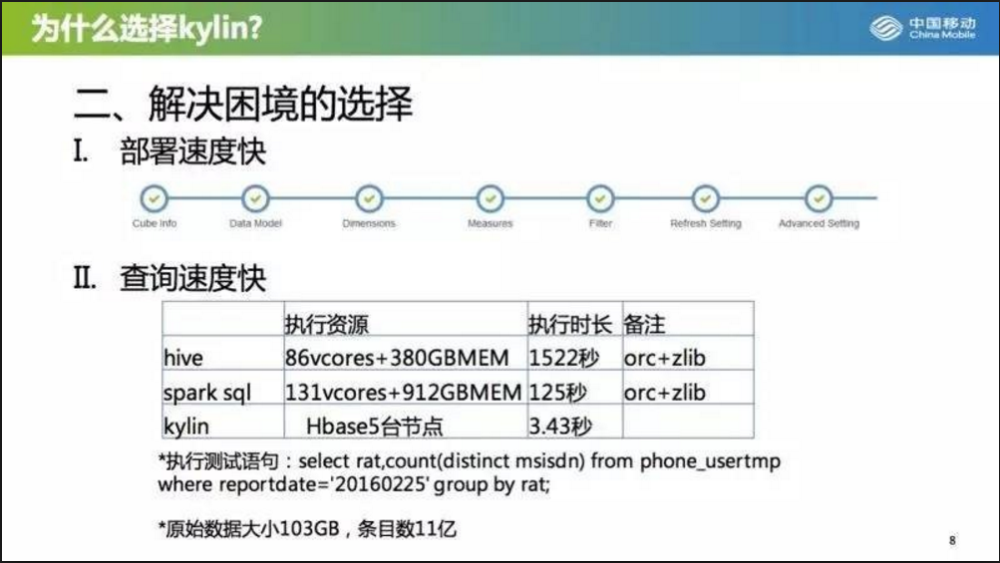 为什么选择kylin?
中国移动
China Mobile
二、解决困境的选择
I. 部署速度快
Cube Info Data Model Dimensions Measures Filter Refresh Setting Advanced Setting
II. 查询速度快
执行资源 执行时长 备注
hive 86vcores+380GBMEM 1522秒 orc+zlib
spark sql 131vcores+912GBMEM 125秒 orc+zlib
kylin Hbase5台节点 3.43秒
*执行测试语句：select rat,count(distinct msisdn) from phone_usertmp
where reportdate='20160225' group by rat;
*原始数据大小103GB，条目数11亿
8